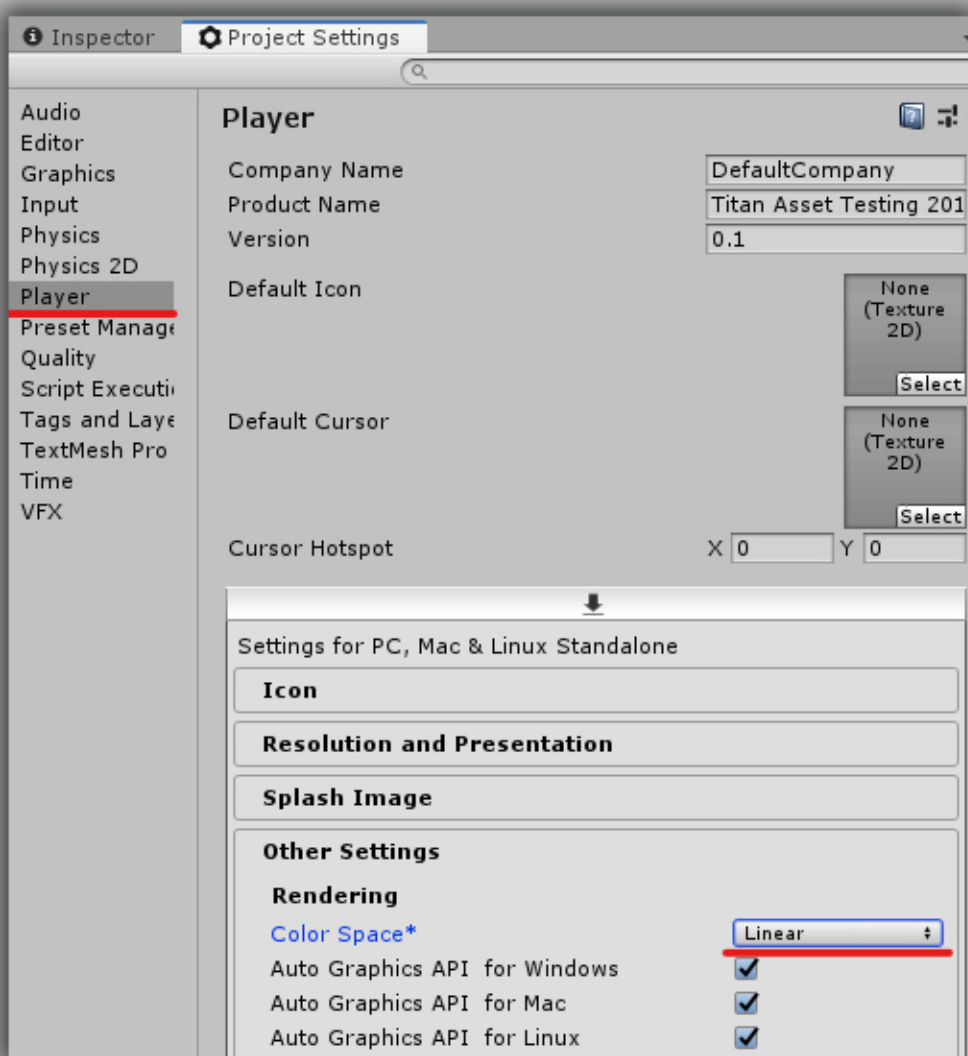 Inspector
Project Settings
Audio
Editor
Graphics
Input
Physics
Physics 2D
Player
Preset Manage
Quality
Script Executi
Tags and Laye
TextMesh Pro
Time
VFX
Player
Company Name DefaultCompany
Product Name Titan Asset Testing 201
Version 0.1
Default Icon
None
(Texture
2D)
Select
Default Cursor
None
(Texture
2D)
Select
Cursor Hotspot X 0 Y 0
Settings for PC, Mac & Linux Standalone
Icon
Resolution and Presentation
Splash Image
Other Settings
Rendering
Color Space* Linear
Auto Graphics API for Windows
Auto Graphics API for Mac
Auto Graphics API for Linux